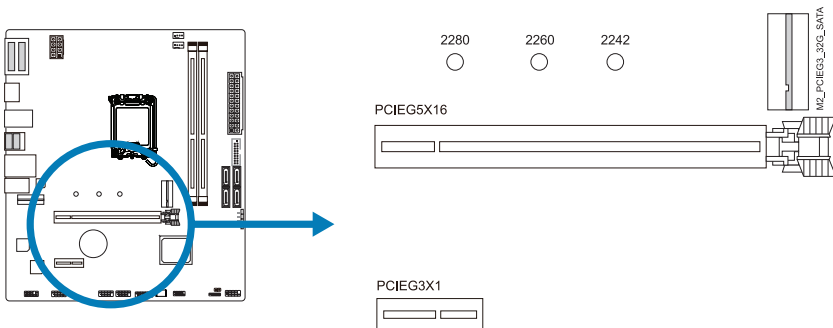 2280 2260 2242
M2_PCIEG3_32G_SATA
PCIEG5X16
PCIEG3X1